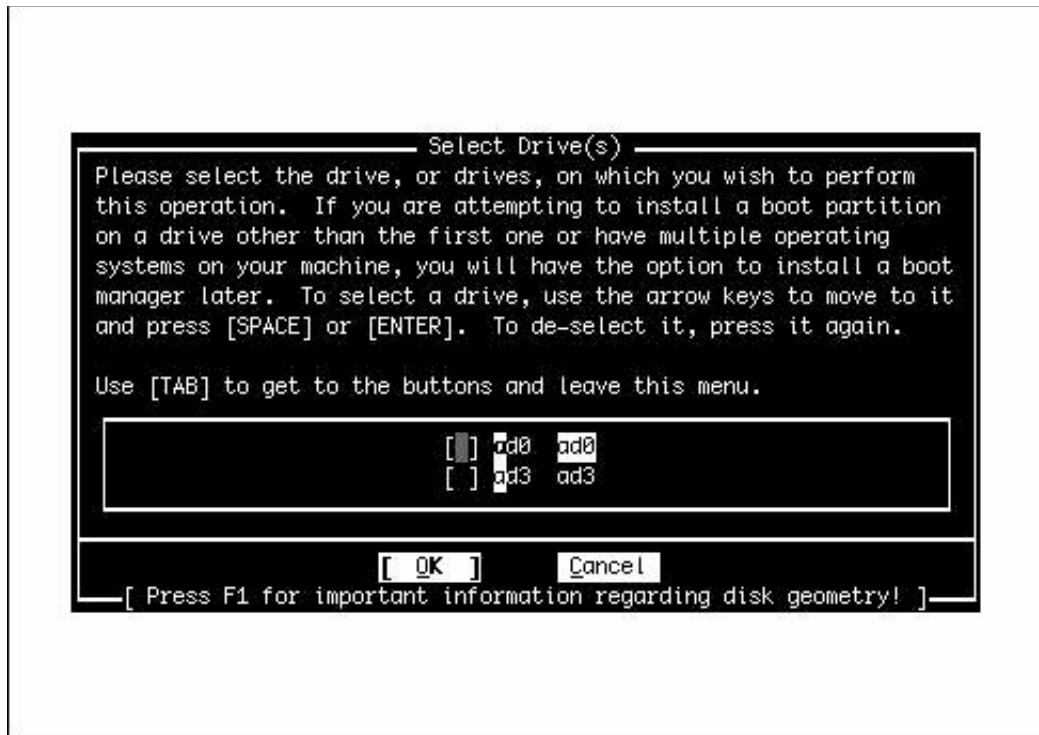 Select Drive(s)
Please select the drive, or drives, on which you wish to perform
this operation.  If you are attempting to install a boot partition
on a drive other than the first one or have multiple operating
systems on your machine, you will have the option to install a boot
manager later.  To select a drive, use the arrow keys to move to it
and press [SPACE] or [ENTER].  To de-select it, press it again.
Use [TAB] to get to the buttons and leave this menu.
[ ] ad0  ad0
[ ] ad3  ad3
[ OK ]  Cancel
[ Press F1 for important information regarding disk geometry! ]